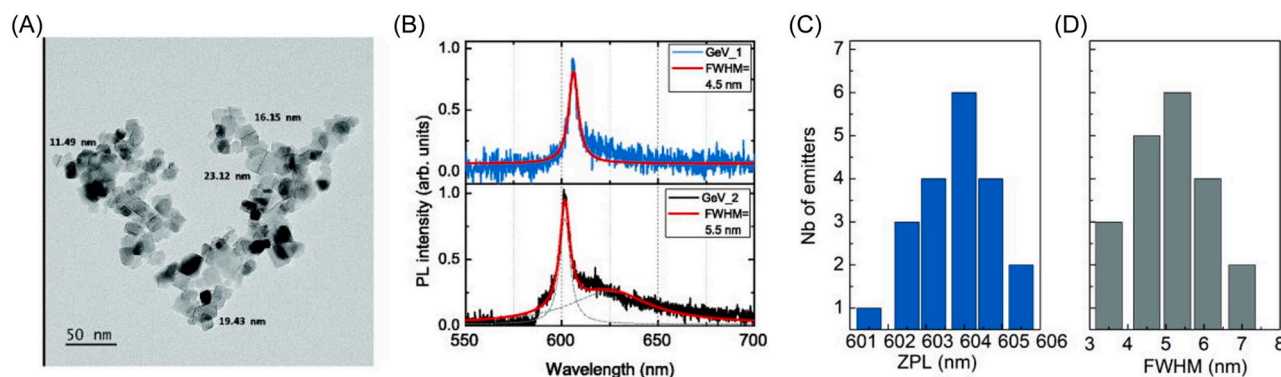 (A)
16.15 nm
11.49 nm
23.12 nm
19.43 nm
50 nm
(B)
PL intensity (arb. units)
1.0
0.5
0.0
GeV_1
FWHM=
4.5 nm
1.0
0.5
0.0
GeV_2
FWHM=
5.5 nm
550 600 650 700
Wavelength (nm)
(C)
Nb of emitters
7
6
5
4
3
2
1
601 602 603 604 605 606
ZPL (nm)
(D)
3 4 5 6 7 8
FWHM (nm)